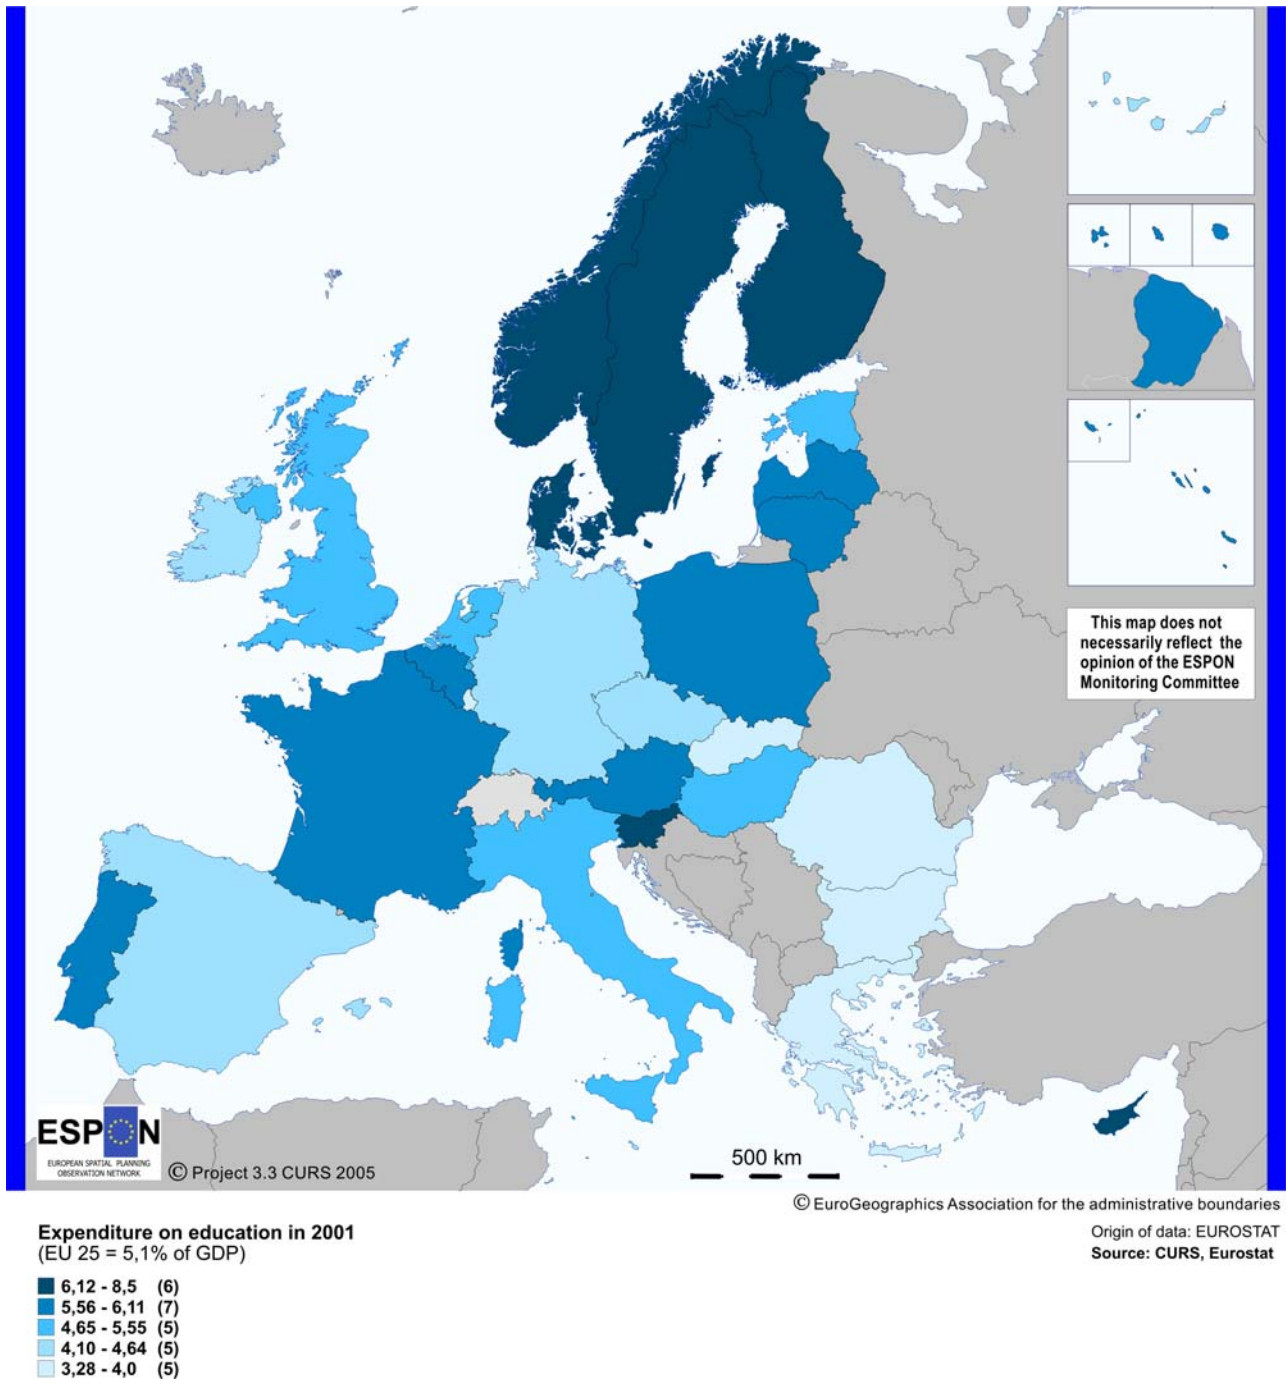 This map does not
necessarily reflect the
opinion of the ESPON
Monitoring Committee
ESPON
EUROPEAN SPATIAL PLANNING
OBSERVATION NETWORK
© Project 3.3 CURS 2005
500 km
© EuroGeographics Association for the administrative boundaries
Expenditure on education in 2001
(EU 25 = 5,1% of GDP)
Origin of data: EUROSTAT
Source: CURS, Eurostat
6,12 - 8,5 (6)
5,56 - 6,11 (7)
4,65 - 5,55 (5)
4,10 - 4,64 (5)
3,28 - 4,0 (5)